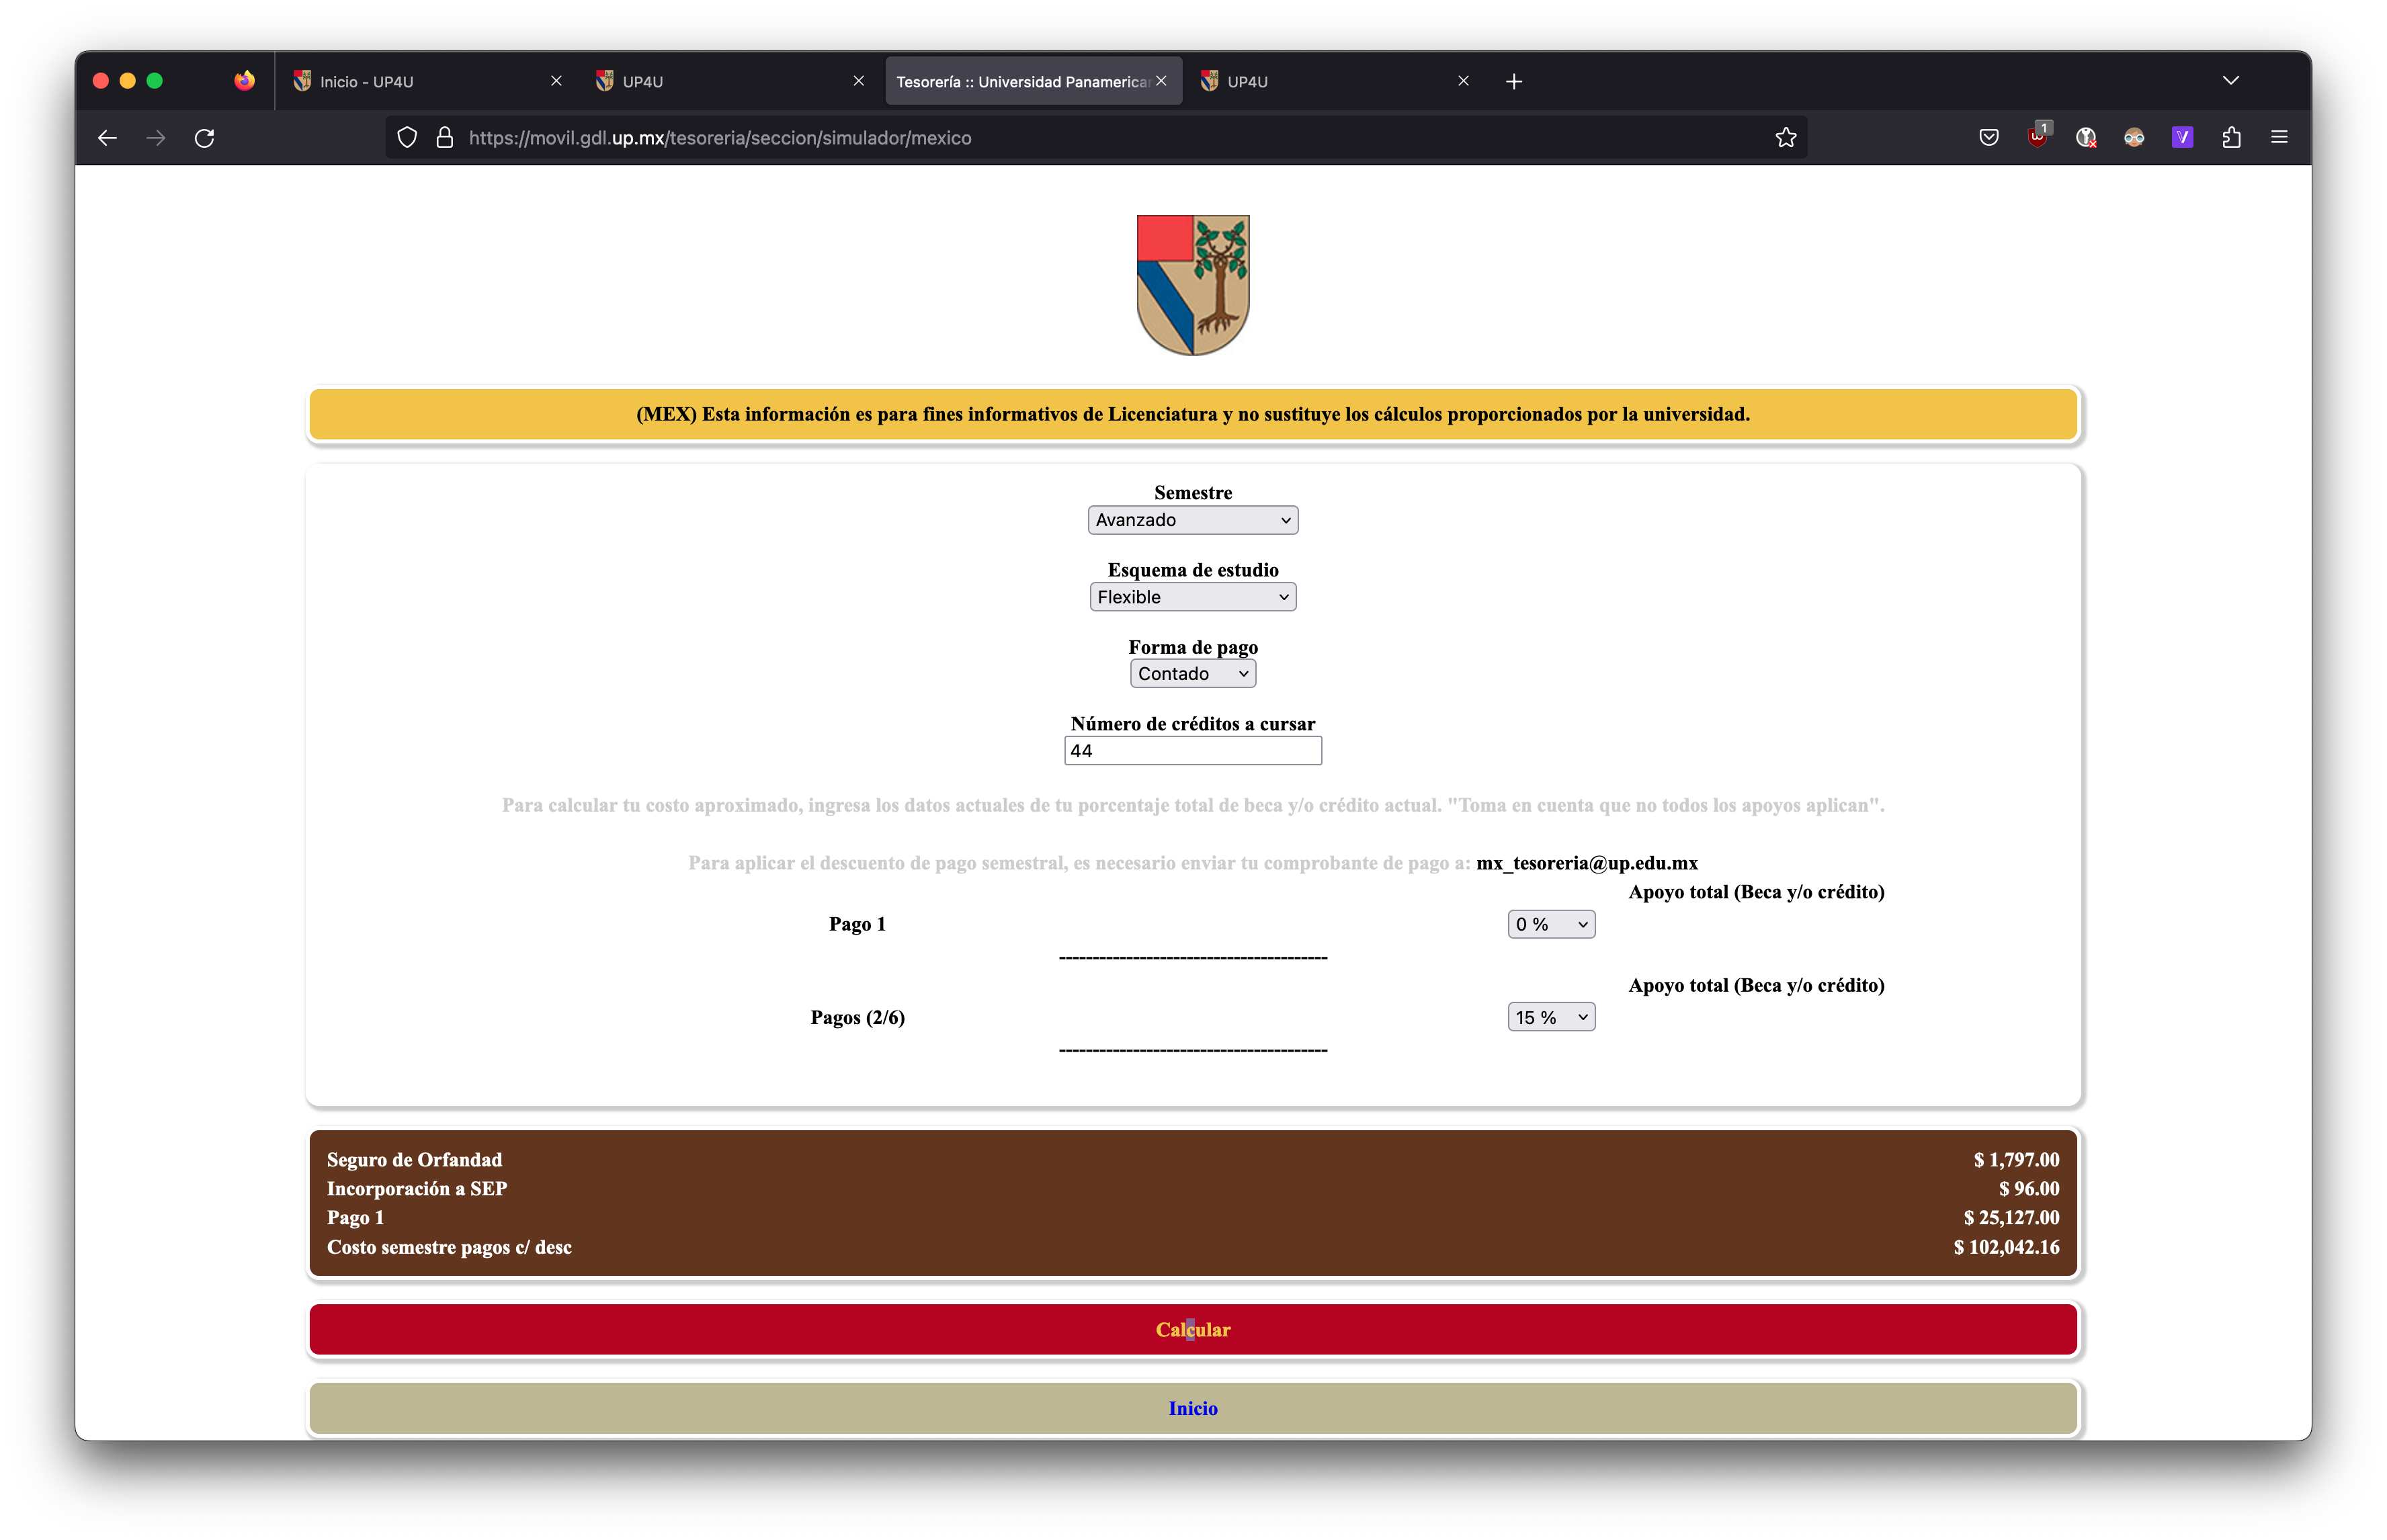 Inicio - UP4U
UP4U
Tesorería :: Universidad Panamerica
UP4U
https://movil.gdl.up.mx/tesoreria/seccion/simulador/mexico
1
(MEX) Esta información es para fines informativos de Licenciatura y no sustituye los cálculos proporcionados por la universidad.
Semestre
Avanzado
Esquema de estudio
Flexible
Forma de pago
Contado
Número de créditos a cursar
44
Para calcular tu costo aproximado, ingresa los datos actuales de tu porcentaje total de beca y/o crédito actual. "Toma en cuenta que no todos los apoyos aplican".
Para aplicar el descuento de pago semestral, es necesario enviar tu comprobante de pago a: mx_tesoreria@up.edu.mx
Apoyo total (Beca y/o crédito)
Pago 1 0 %
----------------------------------------
Apoyo total (Beca y/o crédito)
Pagos (2/6) 15 %
----------------------------------------
Seguro de Orfandad $ 1,797.00
Incorporación a SEP $ 96.00
Pago 1 $ 25,127.00
Costo semestre pagos c/ desc $ 102,042.16
Calcular
Inicio